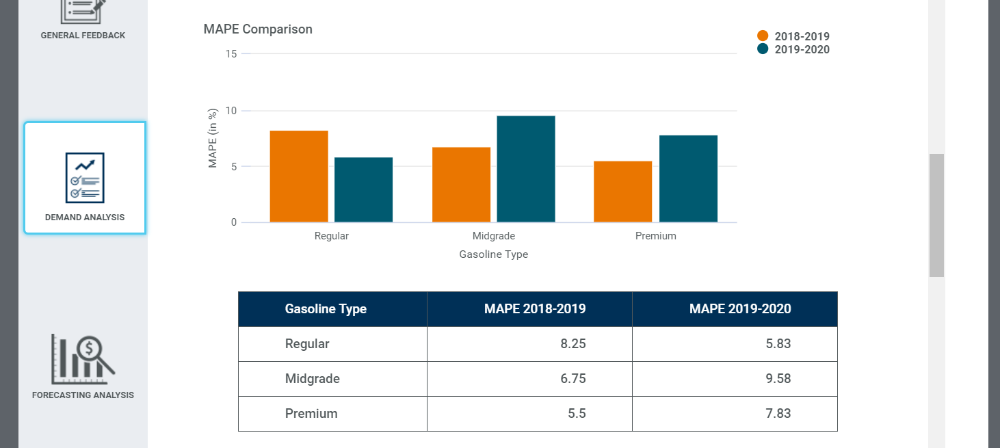 GENERAL FEEDBACK
DEMAND ANALYSIS
$
FORECASTING ANALYSIS
MAPE Comparison
2018-2019
2019-2020
15
10
5
0
MAPE (in %)
Regular Midgrade Premium
Gasoline Type
Gasoline Type MAPE 2018-2019 MAPE 2019-2020
Regular 8.25 5.83
Midgrade 6.75 9.58
Premium 5.5 7.83